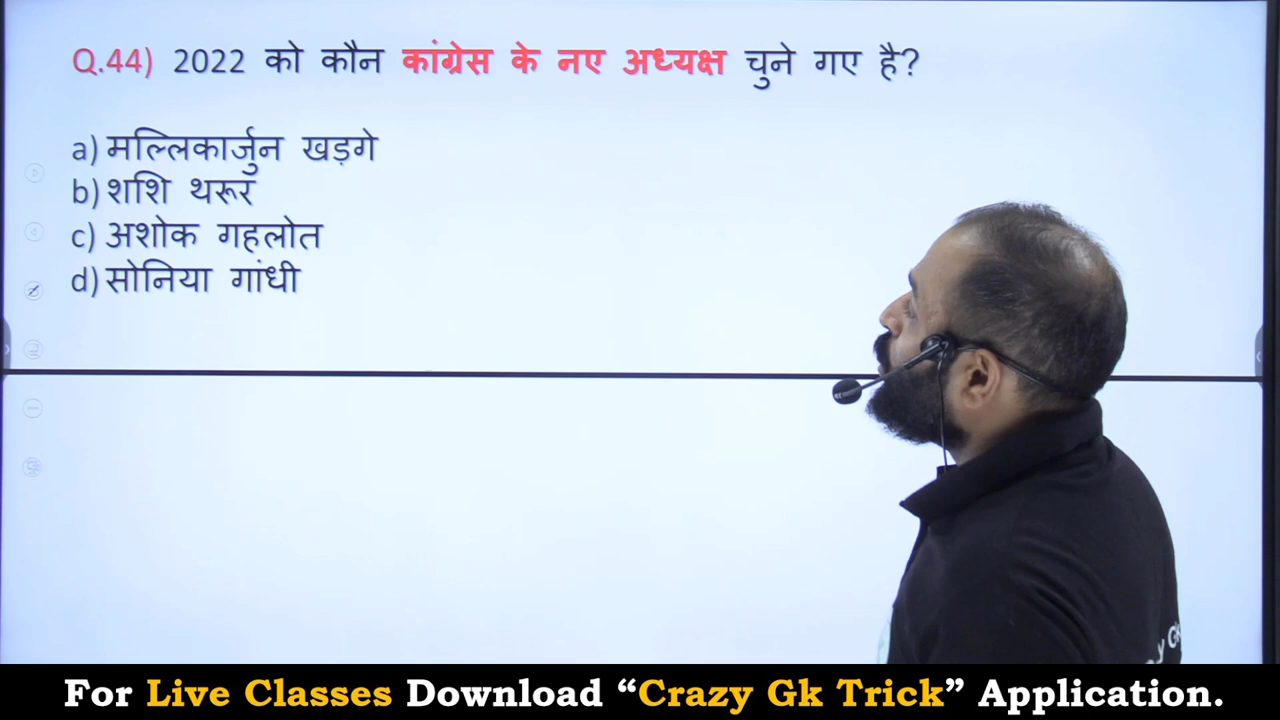 Q.44) 2022 को कौन कांग्रेस के नए अध्यक्ष चुने गए है?
a) मल्लिकार्जुन खड़गे
b) शशि थरूर
c) अशोक गहलोत
d) सोनिया गांधी
For Live Classes Download “Crazy Gk Trick” Application.